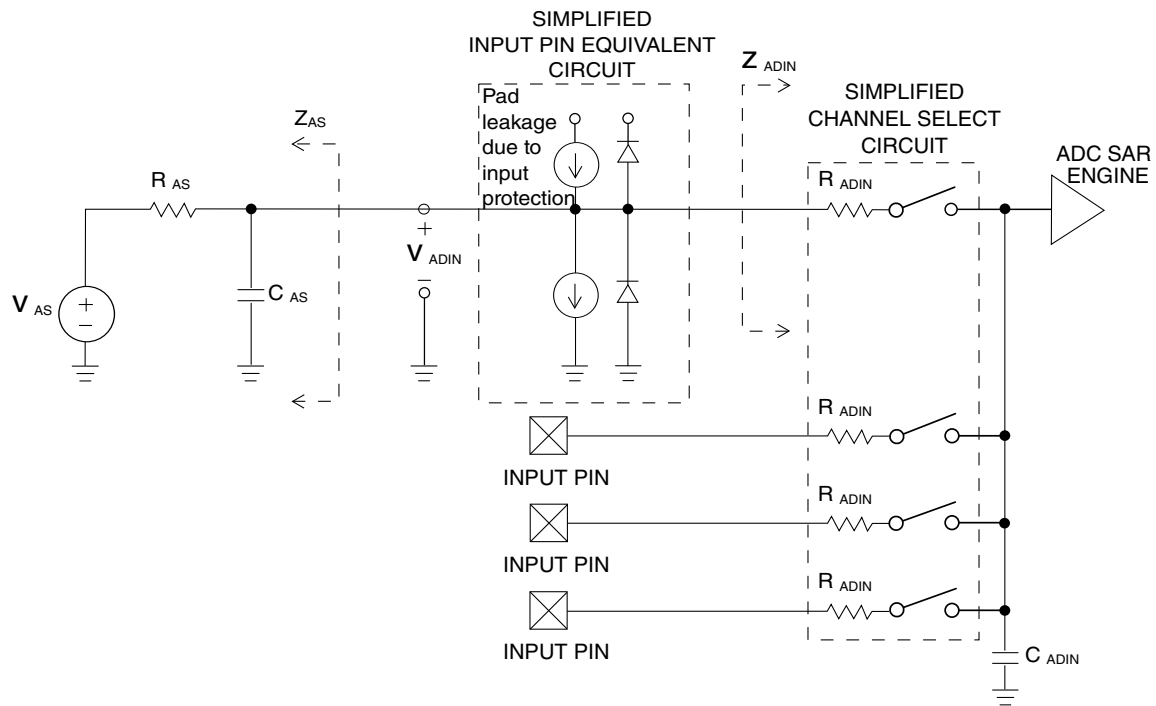 SIMPLIFIED
INPUT PIN EQUIVALENT
CIRCUIT
Z ADIN
SIMPLIFIED
CHANNEL SELECT
CIRCUIT
ADC SAR
ENGINE
Pad
leakage
due to
input
protection
ZAS
R AS
R ADIN
+
V ADIN
–
C AS
V AS
+
–
R ADIN
INPUT PIN
R ADIN
INPUT PIN
R ADIN
INPUT PIN
C ADIN